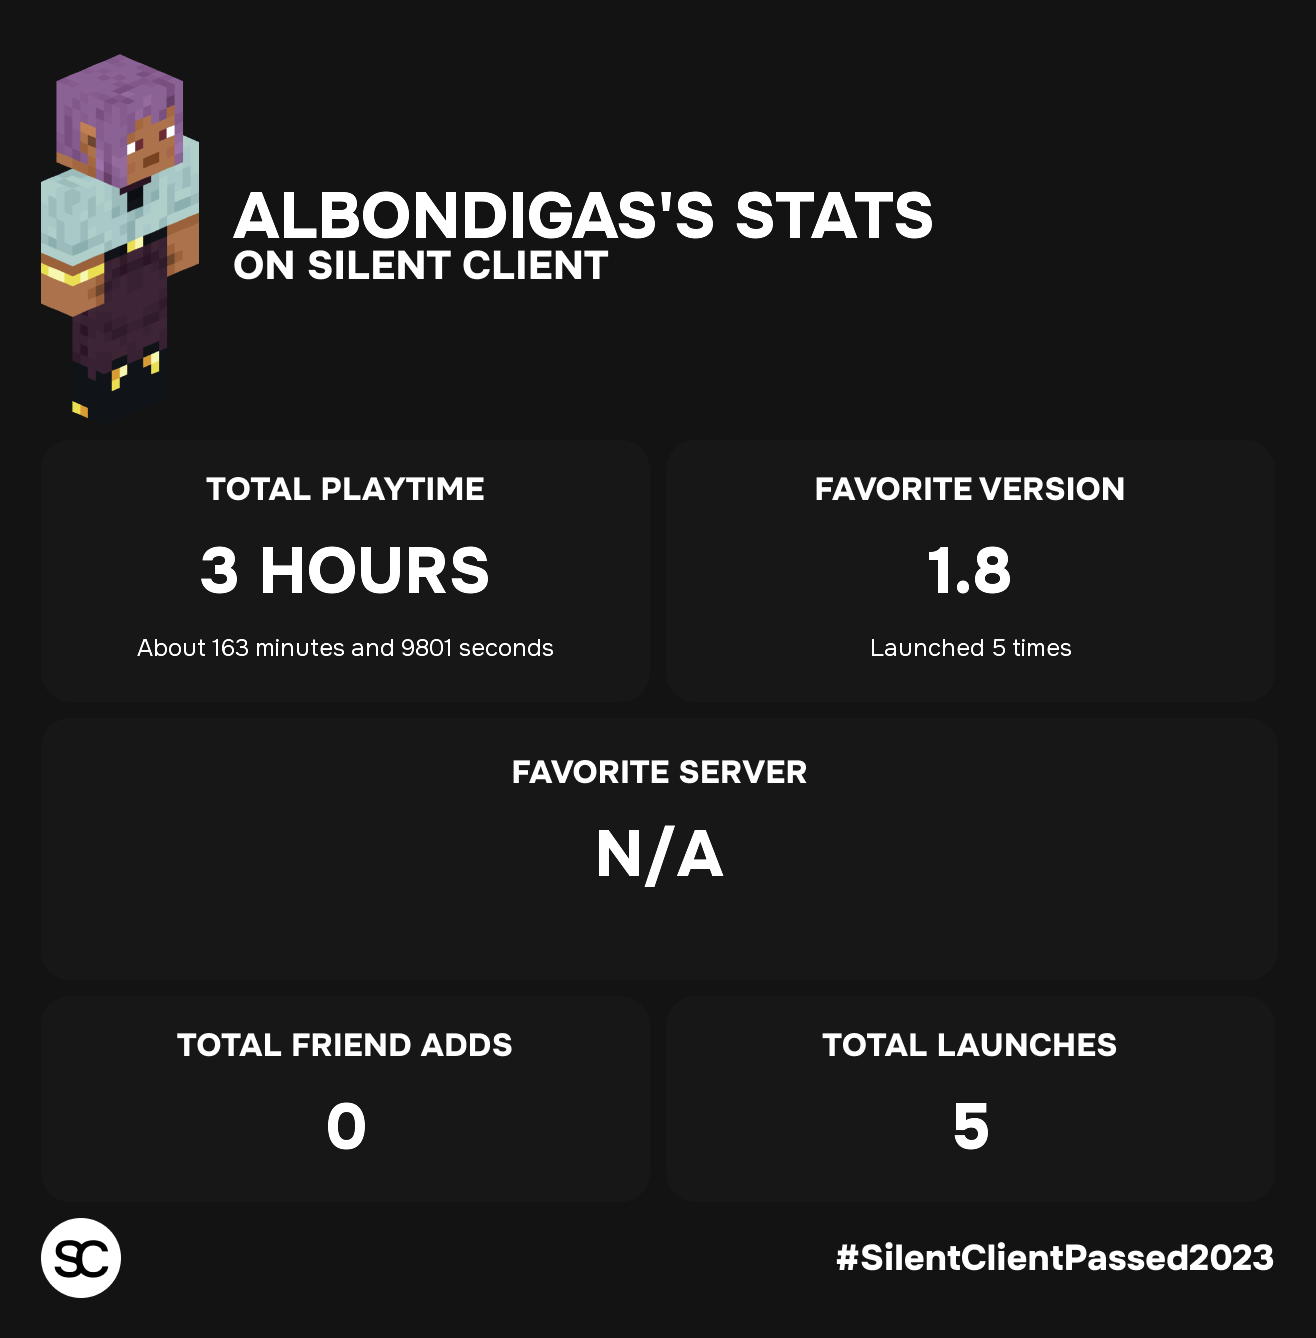 ALBONDIGAS'S STATS
ON SILENT CLIENT
TOTAL PLAYTIME
3 HOURS
About 163 minutes and 9801 seconds
FAVORITE VERSION
1.8
Launched 5 times
FAVORITE SERVER
N/A
TOTAL FRIEND ADDS
0
TOTAL LAUNCHES
5
SC
#SilentClientPassed2023